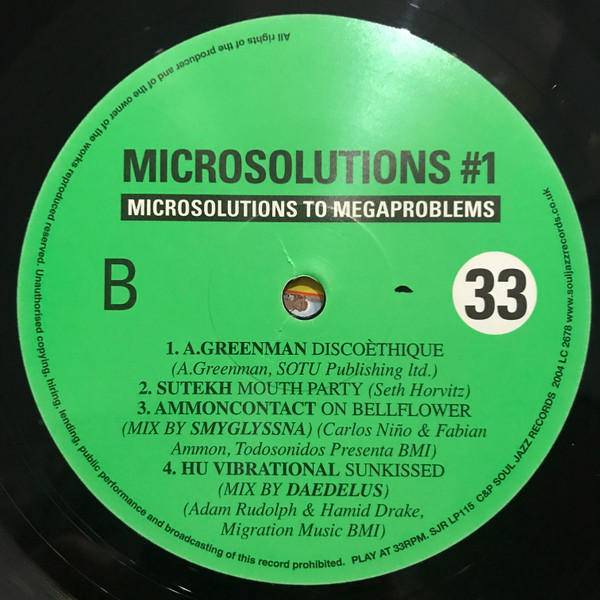 MICROSOLUTIONS #1
MICROSOLUTIONS TO MEGAPROBLEMS
B
33
1. A.GREENMAN DISCOÈTHIQUE
(A.Greenman, SOTU Publishing ltd.)
2. SUTEKH MOUTH PARTY (Seth Horvitz)
3. AMMONCONTACT ON BELLFLOWER
(MIX BY SMYGLYSSNA) (Carlos Niño & Fabian
Ammon, Todosonidos Presenta BMI)
4. HU VIBRATIONAL SUNKISSED
(MIX BY DAEDELUS)
(Adam Rudolph & Hamid Drake,
Migration Music BMI)
All rights of the producer and of the owner of the works reproduced reserved. Unauthorised copying, hiring, lending, public performance and broadcasting of this record prohibited. PLAY AT 33RPM. SJR LP115 C&P SOUL JAZZ RECORDS 2004 LC 2678 www.souljazzrecords.co.uk